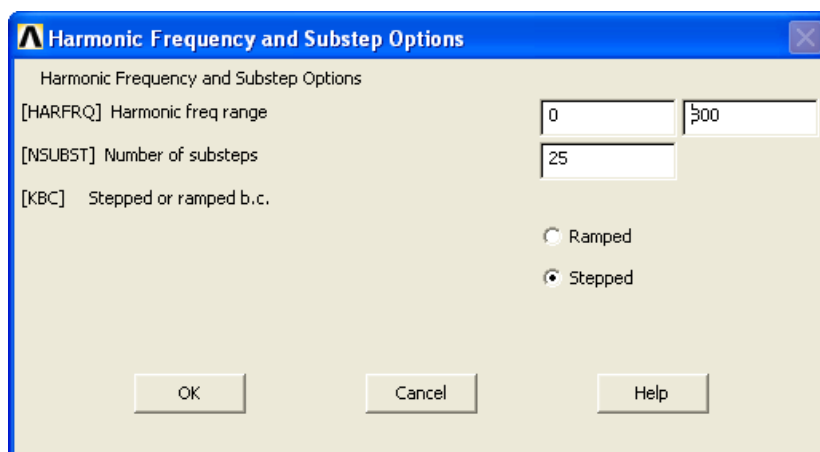 Harmonic Frequency and Substep Options
Harmonic Frequency and Substep Options
[HARFRQ] Harmonic freq range 0 300
[NSUBST] Number of substeps 25
[KBC] Stepped or ramped b.c.
Ramped
Stepped
OK Cancel Help